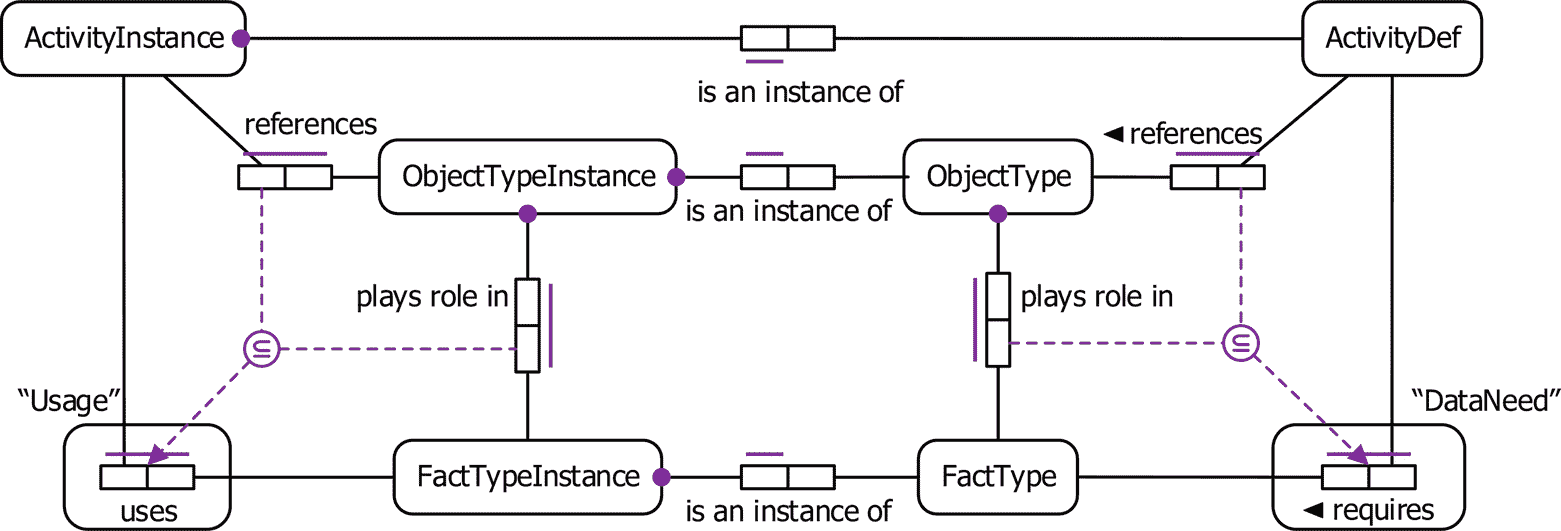 ActivityInstance
ActivityDef
is an instance of
references
◄ references
ObjectTypeInstance
ObjectType
is an instance of
plays role in
plays role in
⊆
⊆
“Usage”
“DataNeed”
FactTypeInstance
FactType
uses
is an instance of
◄ requires